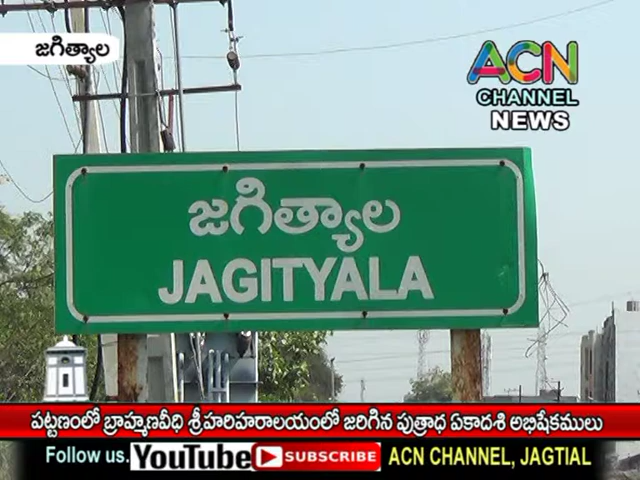 జగిత్యాల
ACN
CHANNEL
NEWS
జగిత్యాల
JAGITYALA
పట్టణంలో బ్రాహ్మణవీధి శ్రీహరిహరాలయంలో జరిగిన పుత్రాధ ఏకాదశి అభిషేకములు
Follow us. YouTube SUBSCRIBE ACN CHANNEL, JAGTIAL